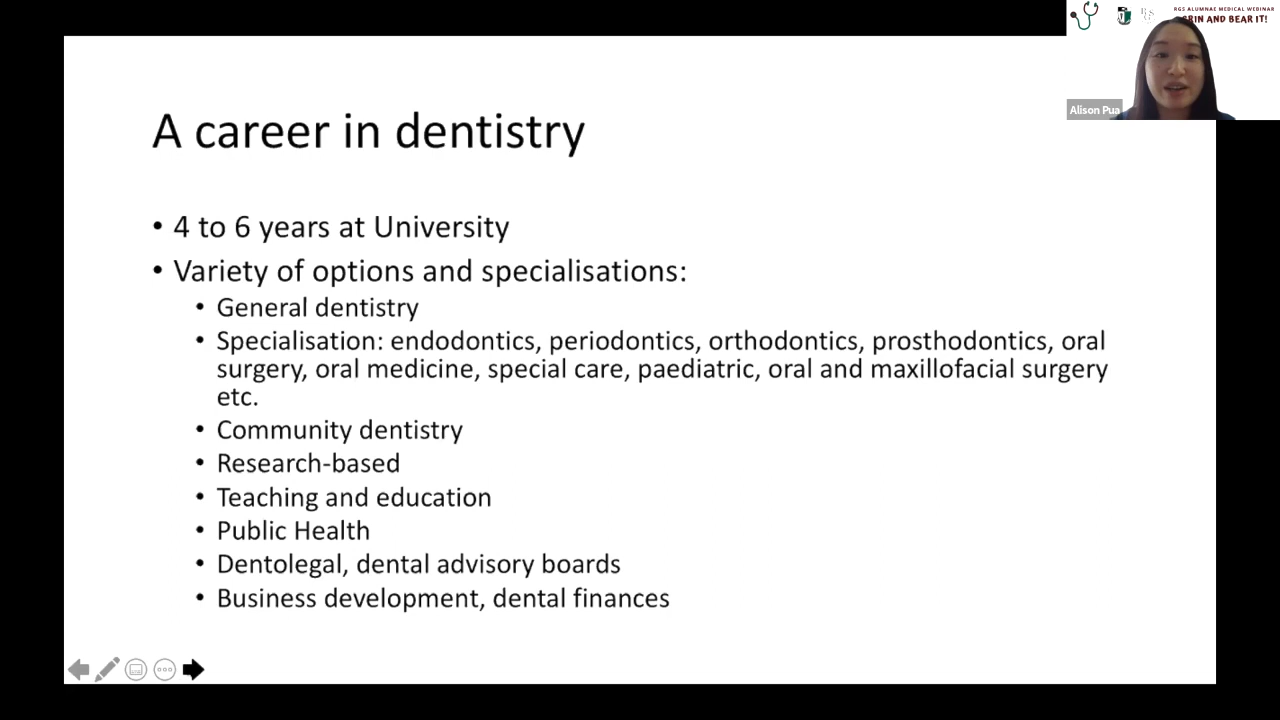 RGS ALUMNAE MEDICAL WEBINAR
GRIN AND BEAR IT!
Alison Pua
A career in dentistry
• 4 to 6 years at University
• Variety of options and specialisations:
• General dentistry
• Specialisation: endodontics, periodontics, orthodontics, prosthodontics, oral
surgery, oral medicine, special care, paediatric, oral and maxillofacial surgery
etc.
• Community dentistry
• Research-based
• Teaching and education
• Public Health
• Dentolegal, dental advisory boards
• Business development, dental finances